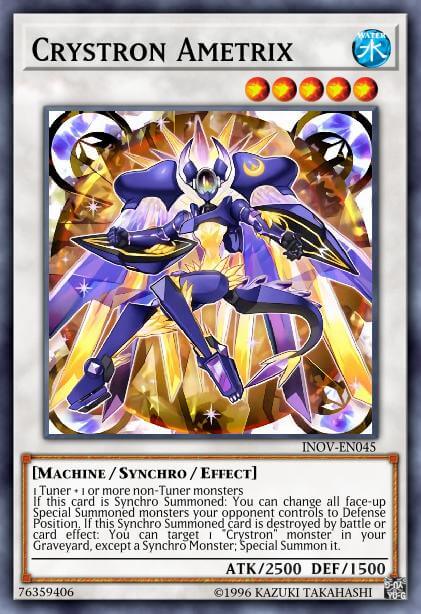 Crystron Ametrix
WATER
水
INOV-EN045
[Machine / Synchro / Effect]
1 Tuner + 1 or more non-Tuner monsters
If this card is Synchro Summoned: You can change all face-up
Special Summoned monsters your opponent controls to Defense
Position. If this Synchro Summoned card is destroyed by battle or
card effect: You can target 1 "Crystron" monster in your
Graveyard, except a Synchro Monster; Special Summon it.
ATK/2500 DEF/1500
76359406
©1996 KAZUKI TAKAHASHI